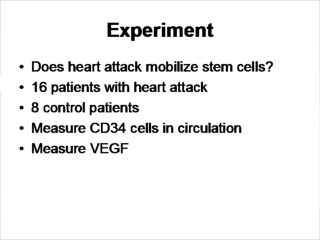 Experiment
• Does heart attack mobilize stem cells?
• 16 patients with heart attack
• 8 control patients
• Measure CD34 cells in circulation
• Measure VEGF